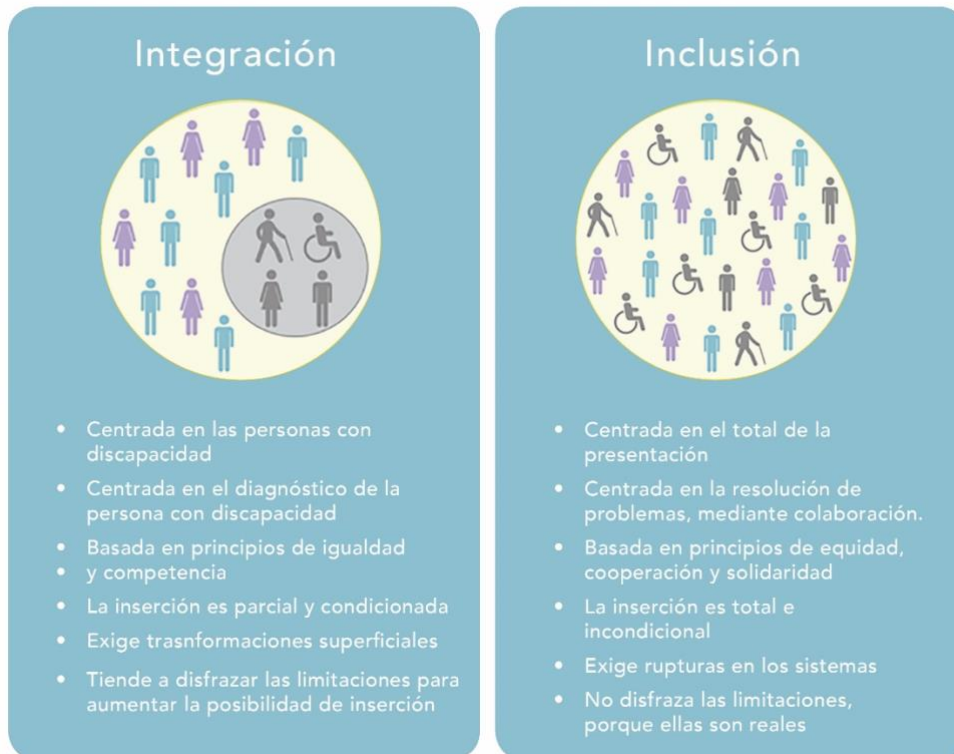 Integración
• Centrada en las personas con
discapacidad
• Centrada en el diagnóstico de la
persona con discapacidad
• Basada en principios de igualdad
• y competencia
• La inserción es parcial y condicionada
• Exige trasnformaciones superficiales
• Tiende a disfrazar las limitaciones para
aumentar la posibilidad de inserción
Inclusión
• Centrada en el total de la
presentación
• Centrada en la resolución de
problemas, mediante colaboración.
• Basada en principios de equidad,
cooperación y solidaridad
• La inserción es total e
incondicional
• Exige rupturas en los sistemas
• No disfraza las limitaciones,
porque ellas son reales